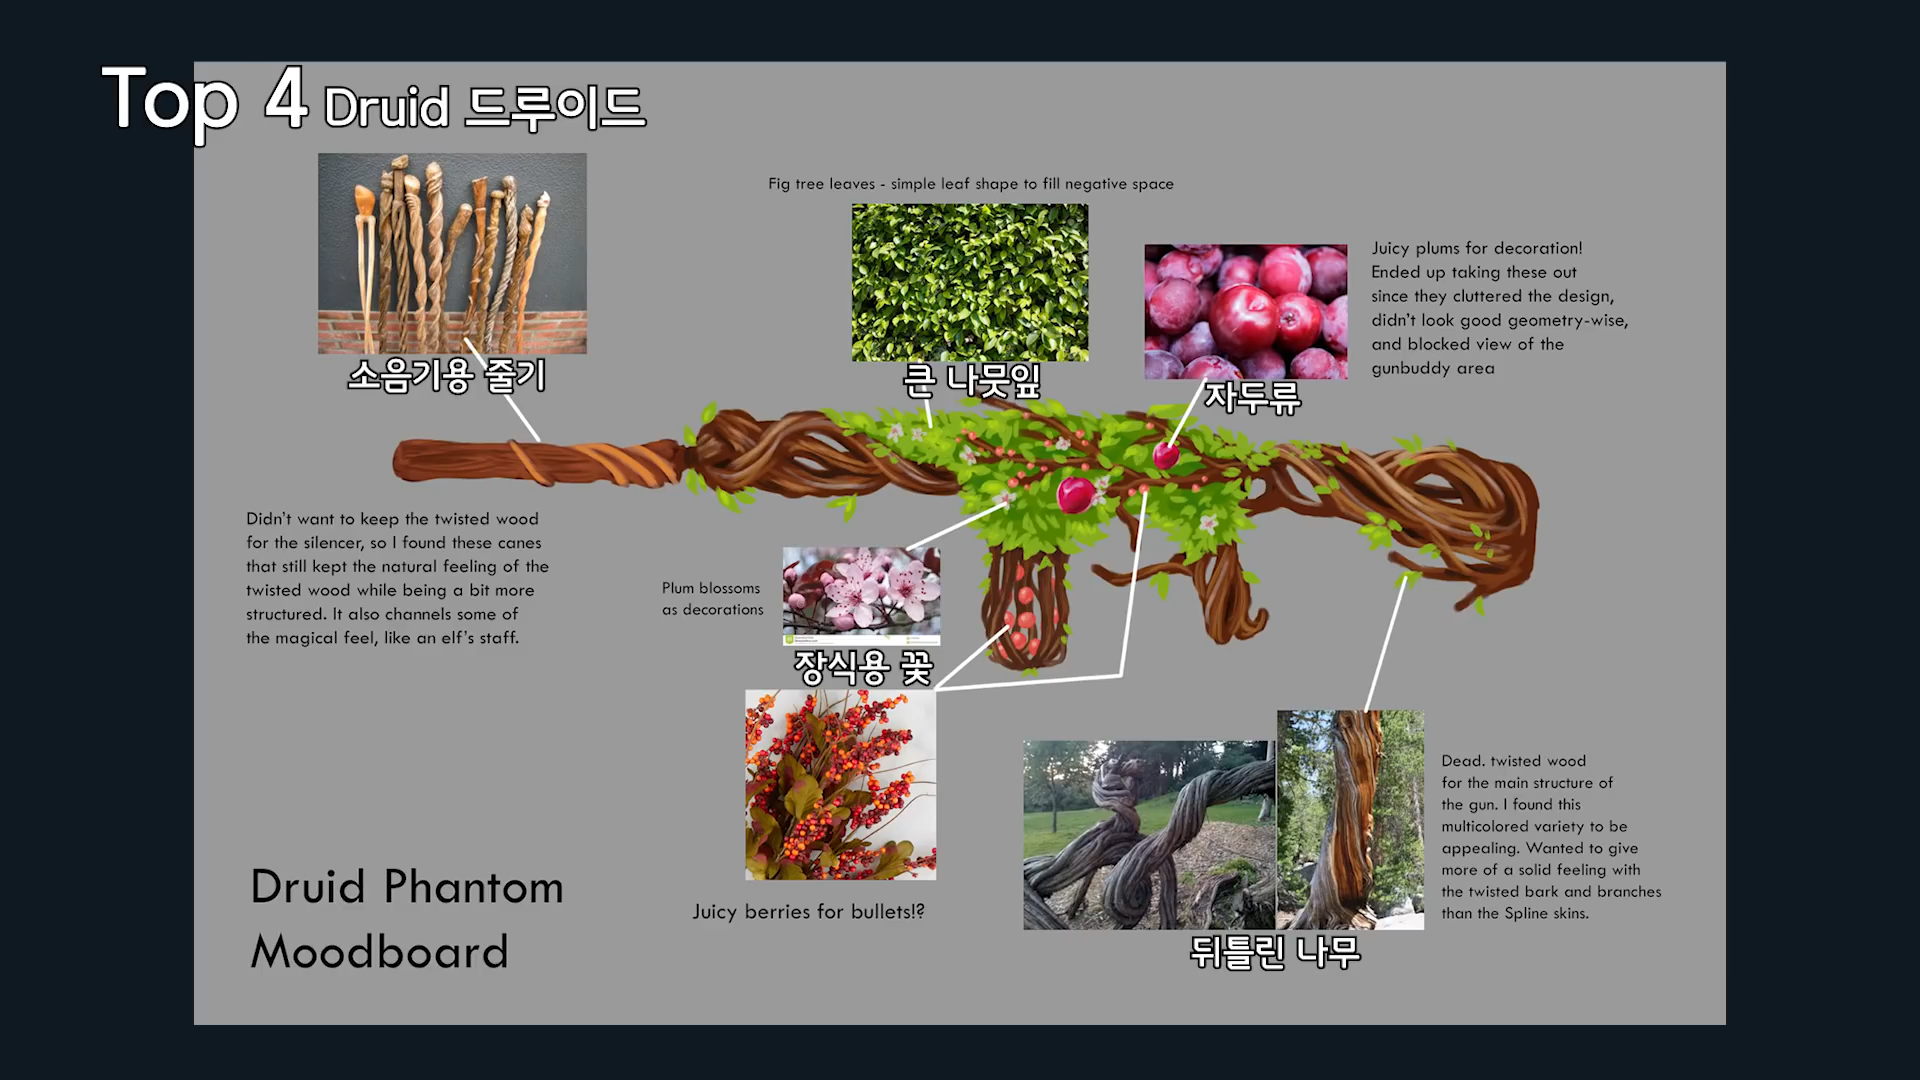 Top 4 Druid 드루이드
소음기용 줄기
Fig tree leaves - simple leaf shape to fill negative space
큰 나뭇잎
자두류
Juicy plums for decoration!
Ended up taking these out
since they cluttered the design,
didn't look good geometry-wise,
and blocked view of the
gunbuddy area
Didn't want to keep the twisted wood
for the silencer, so I found these canes
that still kept the natural feeling of the
twisted wood while being a bit more
structured. It also channels some of
the magical feel, like an elf's staff.
Plum blossoms
as decorations
장식용 꽃
Juicy berries for bullets!?
Dead. twisted wood
for the main structure of
the gun. I found this
multicolored variety to be
appealing. Wanted to give
more of a solid feeling with
the twisted bark and branches
than the Spline skins.
뒤틀린 나무
Druid Phantom
Moodboard